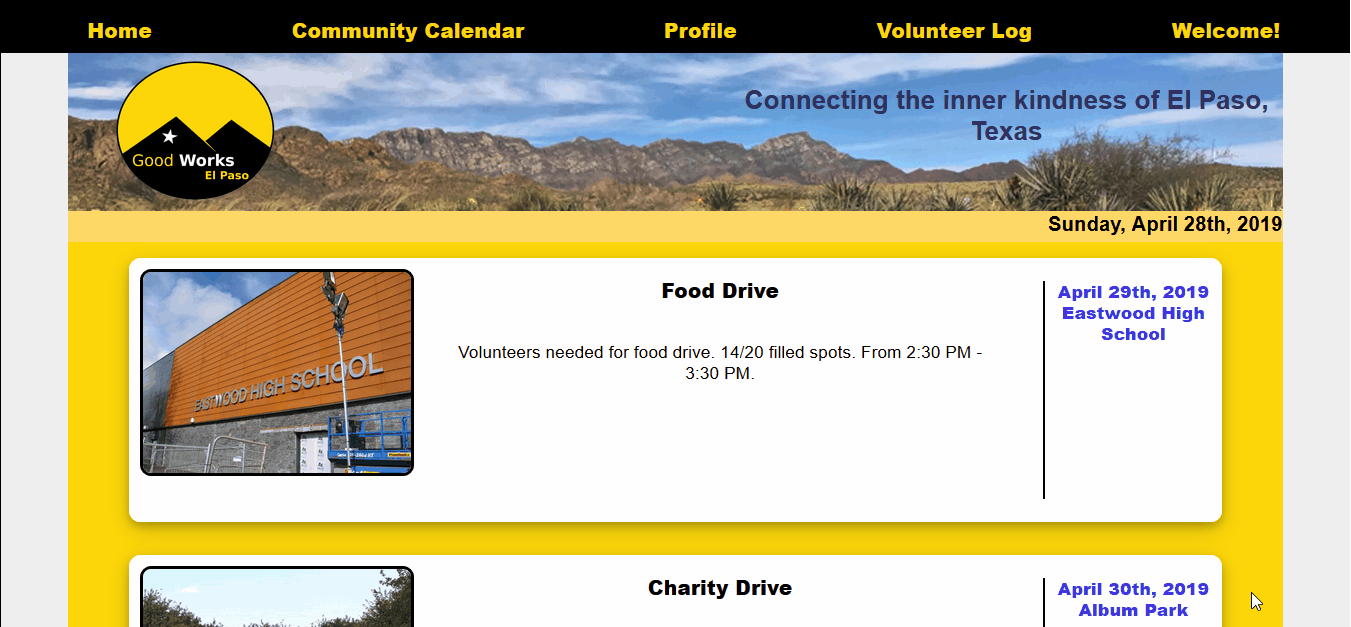 Home Community Calendar Profile Volunteer Log Welcome!
Connecting the inner kindness of El Paso,
Texas
Good Works
El Paso
Sunday, April 28th, 2019
Food Drive
Volunteers needed for food drive. 14/20 filled spots. From 2:30 PM -
3:30 PM.
April 29th, 2019
Eastwood High
School
EASTWOOD HIGH SCHOOL
Charity Drive
April 30th, 2019
Album Park